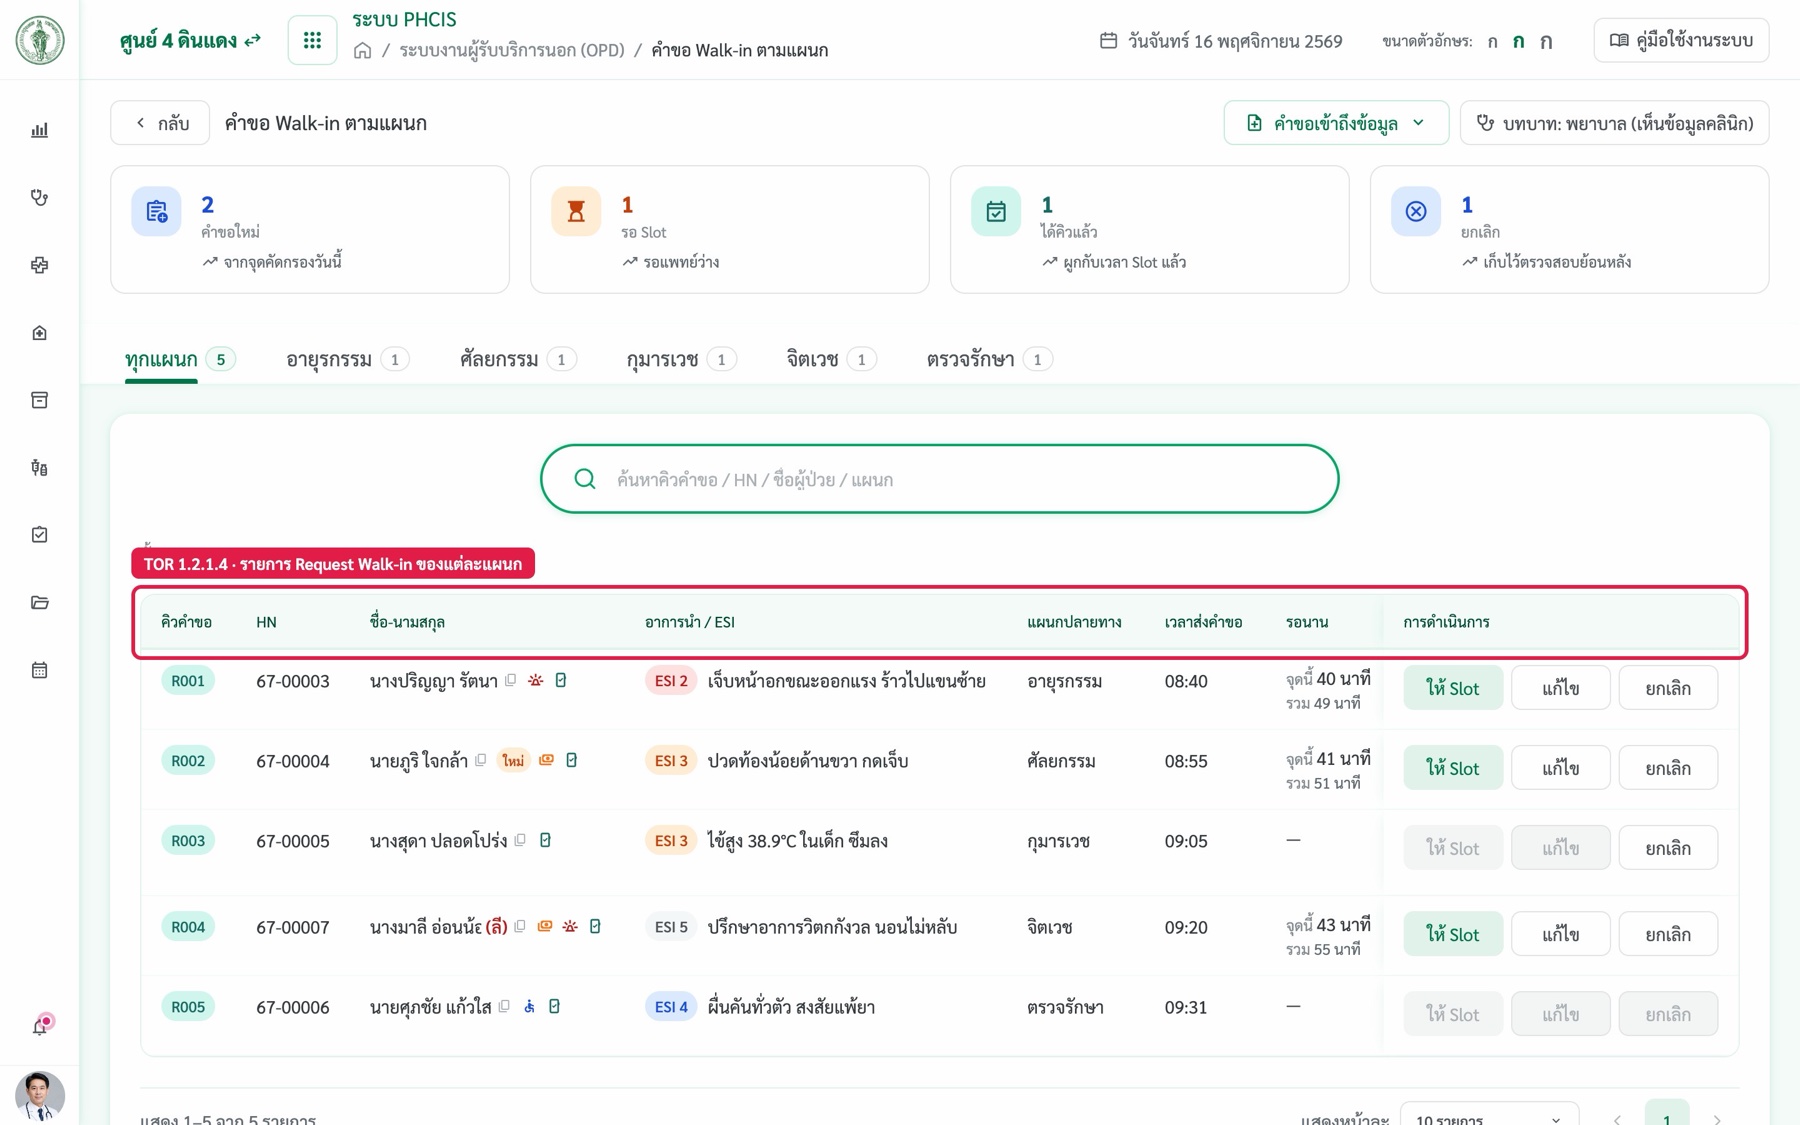 ศูนย์ 4 ดินแดง
ระบบ PHCIS
/ ระบบงานผู้รับบริการนอก (OPD) / คำขอ Walk-in ตามแผนก
วันจันทร์ 16 พฤศจิกายน 2569
ขนาดตัวอักษร: ก ก ก
คู่มือใช้งานระบบ
กลับ
คำขอ Walk-in ตามแผนก
คำขอเข้าถึงข้อมูล
บทบาท: พยาบาล (เห็นข้อมูลคลินิก)
2
คำขอใหม่
จากจุดคัดกรองวันนี้
1
รอ Slot
รอแพทย์ว่าง
1
ได้คิวแล้ว
ผูกกับเวลา Slot แล้ว
1
ยกเลิก
เก็บไว้ตรวจสอบย้อนหลัง
ทุกแผนก 5 อายุรกรรม 1 ศัลยกรรม 1 กุมารเวช 1 จิตเวช 1 ตรวจรักษา 1
ค้นหาคิวคำขอ / HN / ชื่อผู้ป่วย / แผนก
TOR 1.2.1.4 · รายการ Request Walk-in ของแต่ละแผนก
คิวคำขอ HN ชื่อ-นามสกุล อาการนำ / ESI แผนกปลายทาง เวลาส่งคำขอ รอนาน การดำเนินการ
R001 67-00003 นางปริญญา รัตนา ESI 2 เจ็บหน้าอกขณะออกแรง ร้าวไปแขนซ้าย อายุรกรรม 08:40 จุดนี้ 40 นาที รวม 49 นาที ให้ Slot แก้ไข ยกเลิก
R002 67-00004 นายภูริ ใจกล้า ใหม่ ESI 3 ปวดท้องน้อยด้านขวา กดเจ็บ ศัลยกรรม 08:55 จุดนี้ 41 นาที รวม 51 นาที ให้ Slot แก้ไข ยกเลิก
R003 67-00005 นางสุดา ปลอดโปร่ง ESI 3 ไข้สูง 38.9°C ในเด็ก ซึมลง กุมารเวช 09:05 — ให้ Slot แก้ไข ยกเลิก
R004 67-00007 นางมาลี อ่อนน้อ (ลี) ESI 5 ปรึกษาอาการวิตกกังวล นอนไม่หลับ จิตเวช 09:20 จุดนี้ 43 นาที รวม 55 นาที ให้ Slot แก้ไข ยกเลิก
R005 67-00006 นายศุภชัย แก้วใส ESI 4 ผื่นคันทั่วตัว สงสัยแพ้ยา ตรวจรักษา 09:31 — ให้ Slot แก้ไข ยกเลิก
แสดง 1–5 จาก 5 รายการ
แสดงหน้าละ 10 รายการ 1